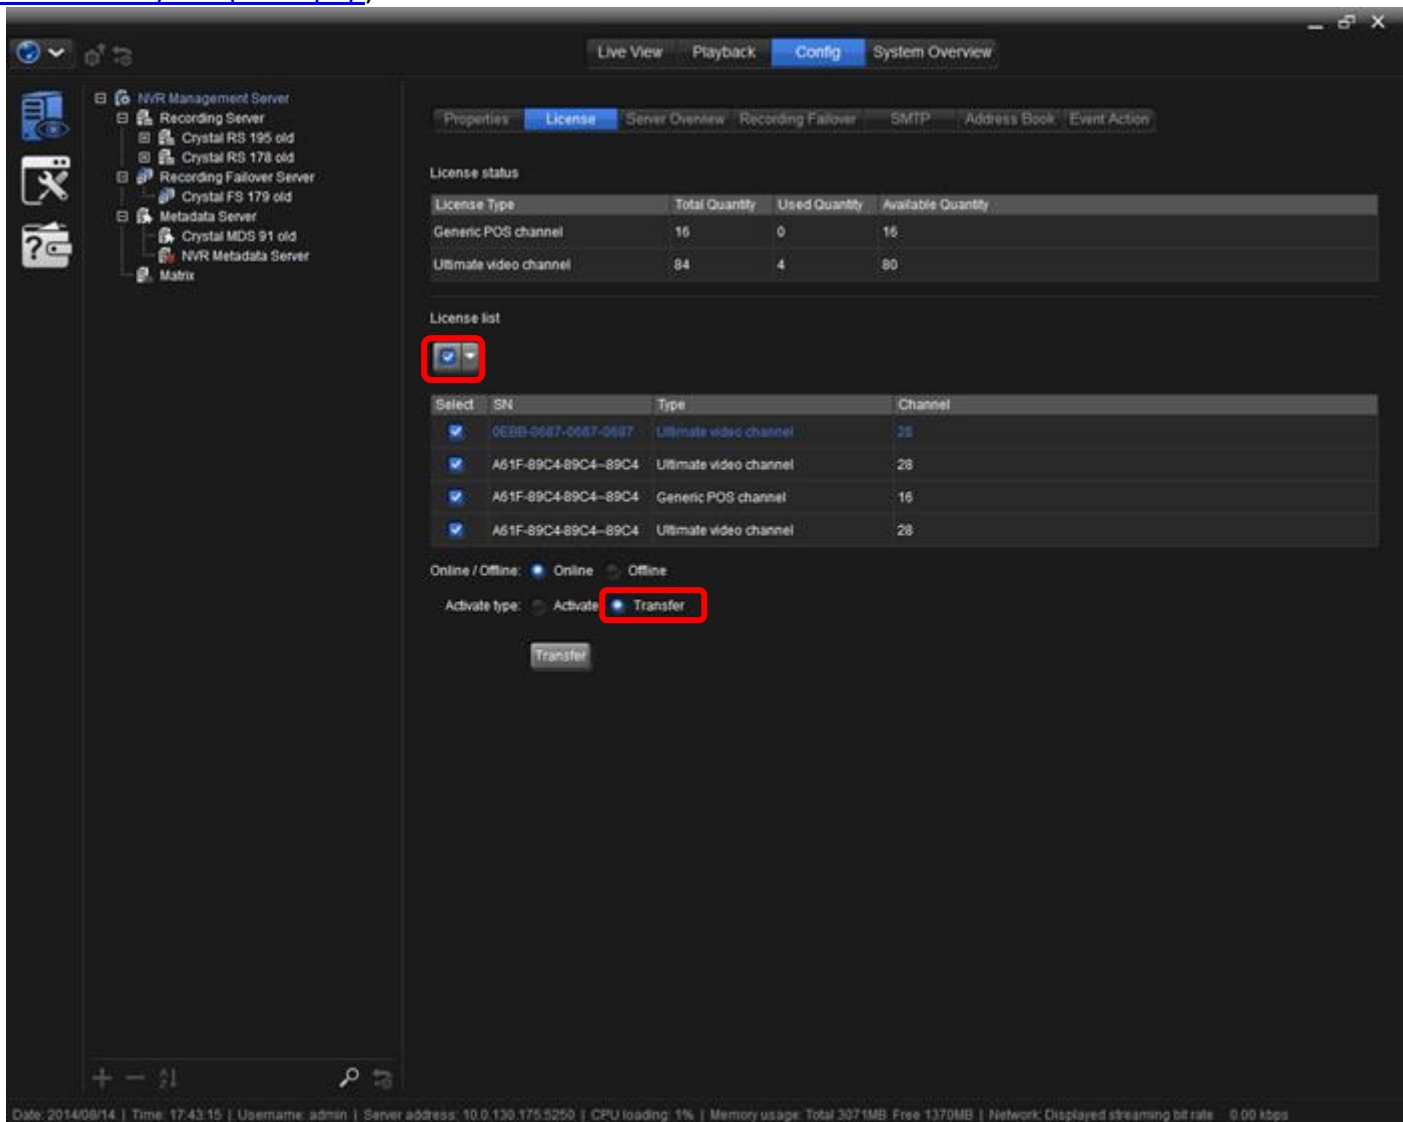 Live View Playback Config System Overview
NVR Management Server
Recording Server
Crystal RS 195 old
Crystal RS 178 old
Recording Failover Server
Crystal FS 179 old
Metadata Server
Crystal MDS 91 old
NVR Metadata Server
Matrix
Properties License Server Overview Recording Failover SMTP Address Book Event Action
License status
License Type Total Quantity Used Quantity Available Quantity
Generic POS channel 16 0 16
Ultimate video channel 84 4 80
License list
Select SN Type Channel
0EBB-0687-0687-0687 Ultimate video channel 28
A61F-89C4-89C4--89C4 Ultimate video channel 28
A61F-89C4-89C4--89C4 Generic POS channel 16
A61F-89C4-89C4--89C4 Ultimate video channel 28
Online / Offline: Online Offline
Activate type: Activate Transfer
Transfer
Date: 2014/08/14 | Time: 17:43:15 | Username: admin | Server address: 10.0.130.175:5250 | CPU loading: 1% | Memory usage: Total 3071MB Free 1370MB | Network: Displayed streaming bit rate 0.00 kbps